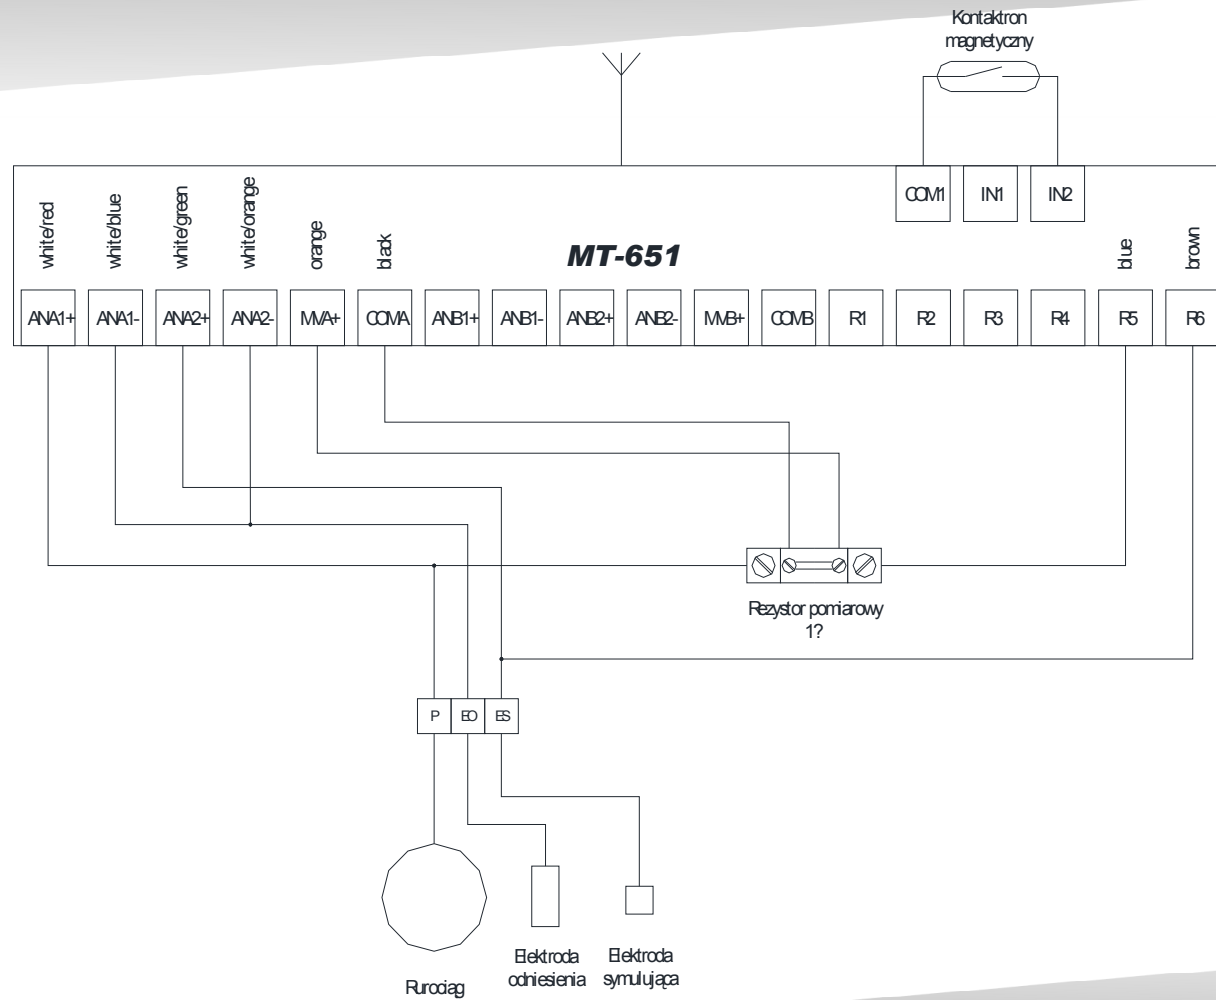 Kontaktron
magnetyczny
COM1 IN1 IN2
white/red white/blue white/green white/orange orange black blue brown
MT-651
ANA1+ ANA1- ANA2+ ANA2- MVA+ COMA ANB1+ ANB1- ANB2+ ANB2- MVB+ COMB R1 R2 R3 R4 R5 R6
Rezystor pomiarowy
1?
P EO ES
Elektroda
odniesienia
Elektroda
symulująca
Rurociąg